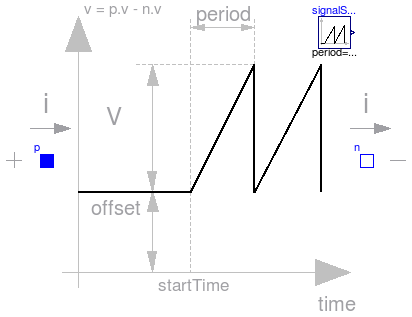 v = p.v - n.v
period
signalS...
period=...
i
V
i
+
p
n
−
offset
startTime
time